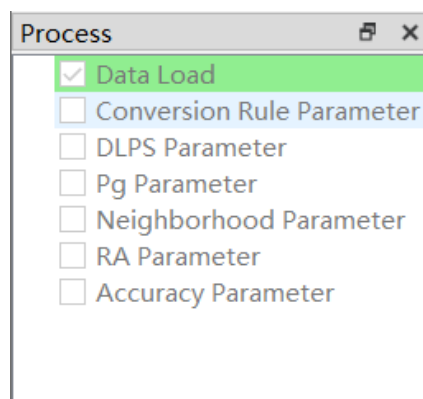 Process
Data Load
Conversion Rule Parameter
DLPS Parameter
Pg Parameter
Neighborhood Parameter
RA Parameter
Accuracy Parameter